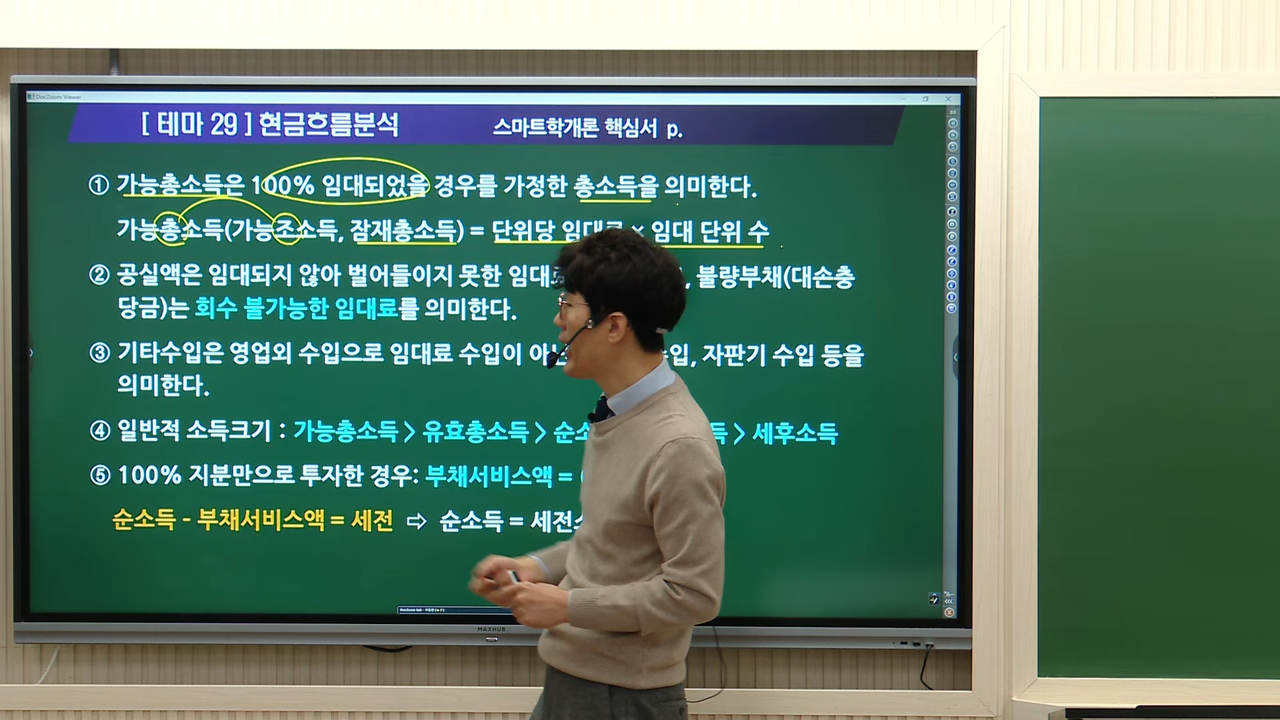 DocZoom Viewer
[ 테마 29 ] 현금흐름분석 스마트학개론 핵심서 p.
① 가능총소득은 100% 임대되었을 경우를 가정한 총소득을 의미한다.
가능총소득(가능조소득, 잠재총소득) = 단위당 임대료 × 임대 단위 수
② 공실액은 임대되지 않아 벌어들이지 못한 , 불량부채(대손충
당금)는 회수 불가능한 임대료를 의미한다.
③ 기타수입은 영업외 수입으로 임대료 수입이 자판기 수입 등을
의미한다.
④ 일반적 소득크기 : 가능총소득 > 유효총소득 > > 세후소득
⑤ 100% 지분만으로 투자한 경우: 부채서비스액 =
순소득 - 부채서비스액 = 세전 ⇨ 순소득 =
MAXHUB